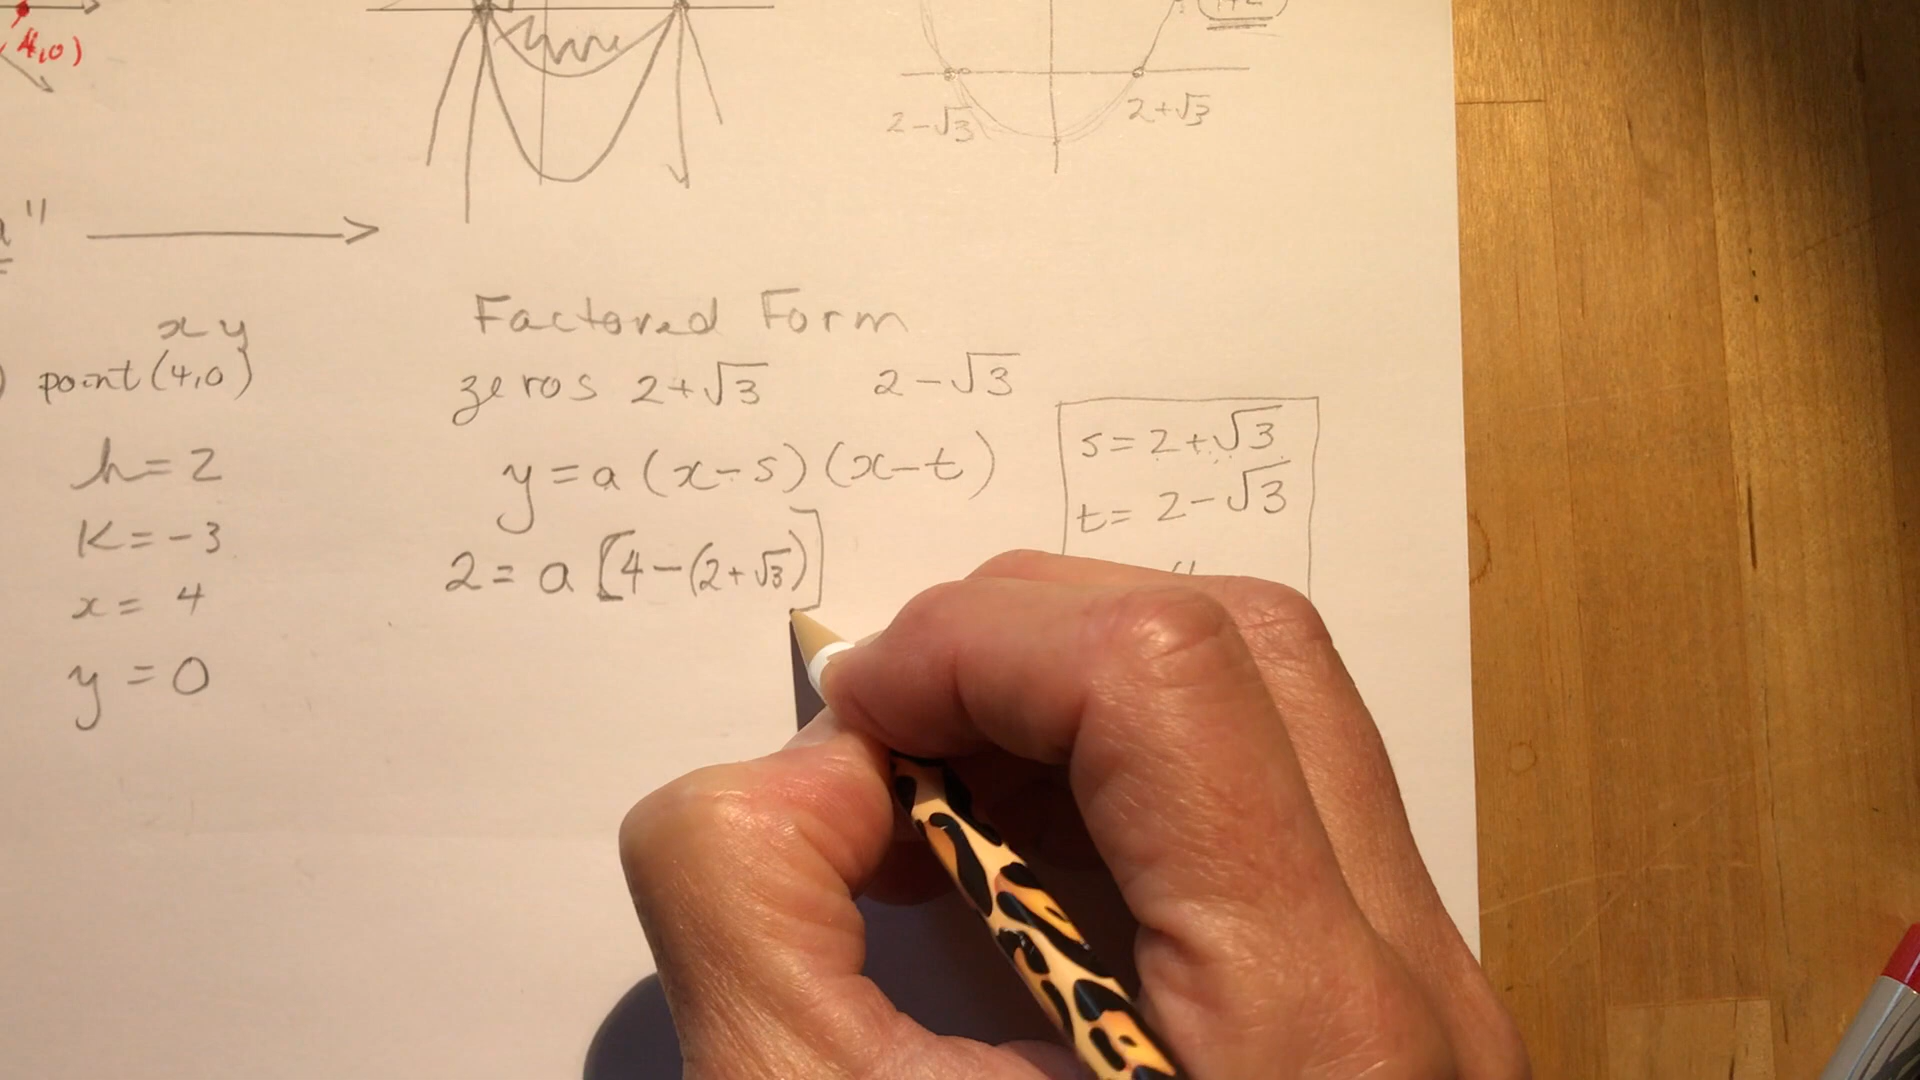 4,0)
2-√3
2+√3
x y
point (4,0)
h=2
K=-3
x=4
y=0
Factored Form
zeros 2+√3 2-√3
y=a(x-s)(x-t)
2=a[4-(2+√3)]
s=2+√3
t=2-√3